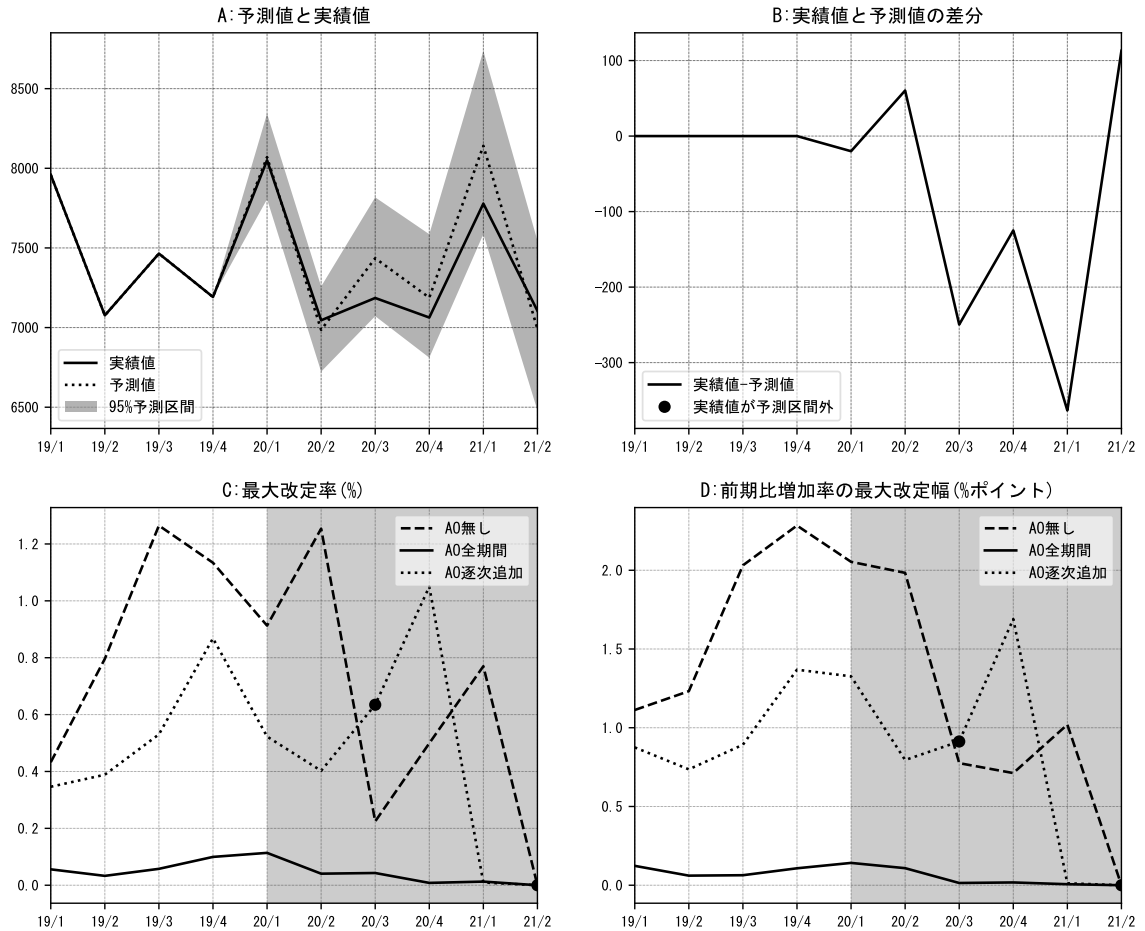 A:予測値と実績値
8500
8000
7500
7000
6500
実績値
予測値
95%予測区間
19/1 19/2 19/3 19/4 20/1 20/2 20/3 20/4 21/1 21/2
B:実績値と予測値の差分
100
0
−100
−200
−300
実績値-予測値
実績値が予測区間外
19/1 19/2 19/3 19/4 20/1 20/2 20/3 20/4 21/1 21/2
C:最大改定率(%)
1.2
1.0
0.8
0.6
0.4
0.2
0.0
AO無し
AO全期間
AO逐次追加
19/1 19/2 19/3 19/4 20/1 20/2 20/3 20/4 21/1 21/2
D:前期比増加率の最大改定幅(%ポイント)
2.0
1.5
1.0
0.5
0.0
AO無し
AO全期間
AO逐次追加
19/1 19/2 19/3 19/4 20/1 20/2 20/3 20/4 21/1 21/2